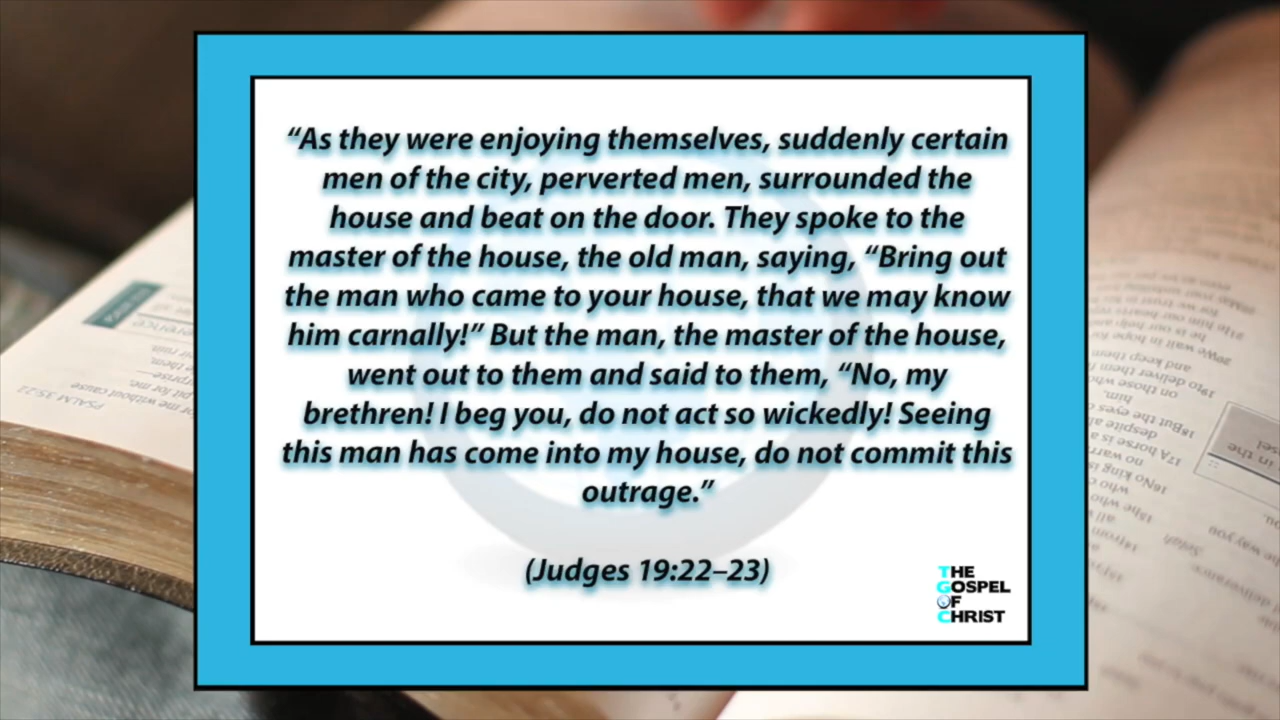 “As they were enjoying themselves, suddenly certain
men of the city, perverted men, surrounded the
house and beat on the door. They spoke to the
master of the house, the old man, saying, “Bring out
the man who came to your house, that we may know
him carnally!” But the man, the master of the house,
went out to them and said to them, “No, my
brethren! I beg you, do not act so wickedly! Seeing
this man has come into my house, do not commit this
outrage.”
(Judges 19:22–23)
THE
GOSPEL
OF
CHRIST
PSALM 35:22